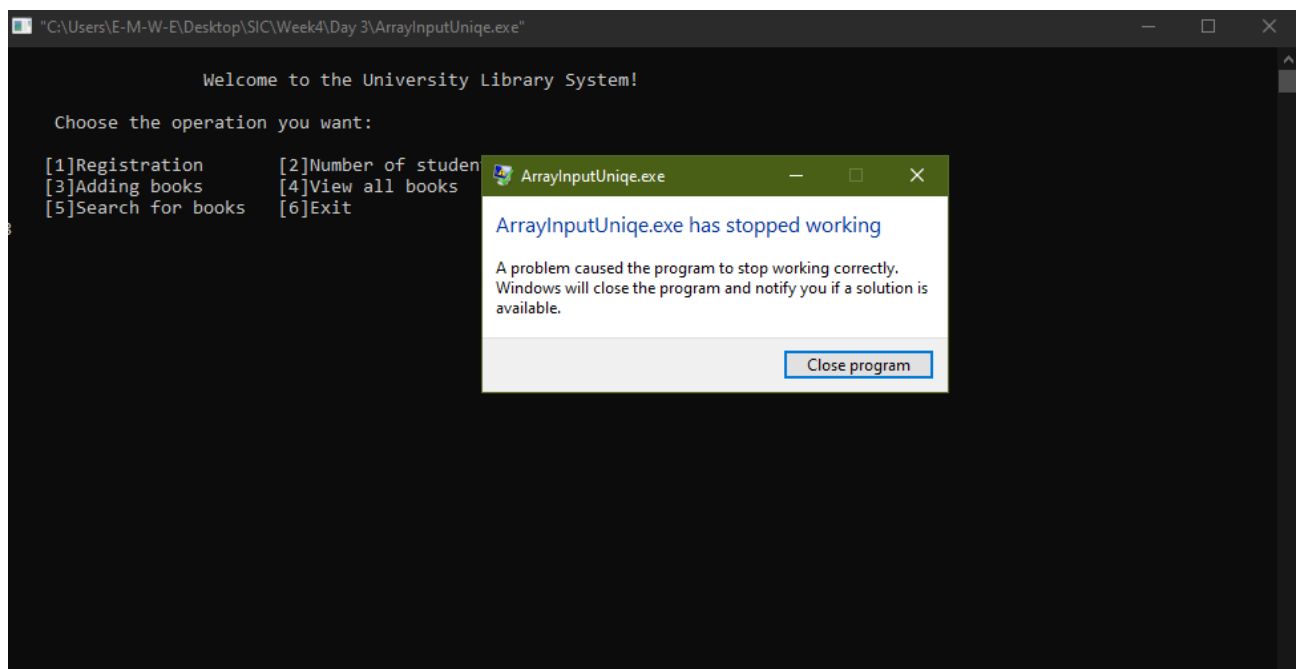 "C:\Users\E-M-W-E\Desktop\SIC\Week4\Day 3\ArrayInputUniqe.exe"
Welcome to the University Library System!
Choose the operation you want:
[1]Registration [2]Number of studen
[3]Adding books [4]View all books
[5]Search for books [6]Exit
3
ArrayInputUniqe.exe
ArrayInputUniqe.exe has stopped working
A problem caused the program to stop working correctly.
Windows will close the program and notify you if a solution is
available.
Close program